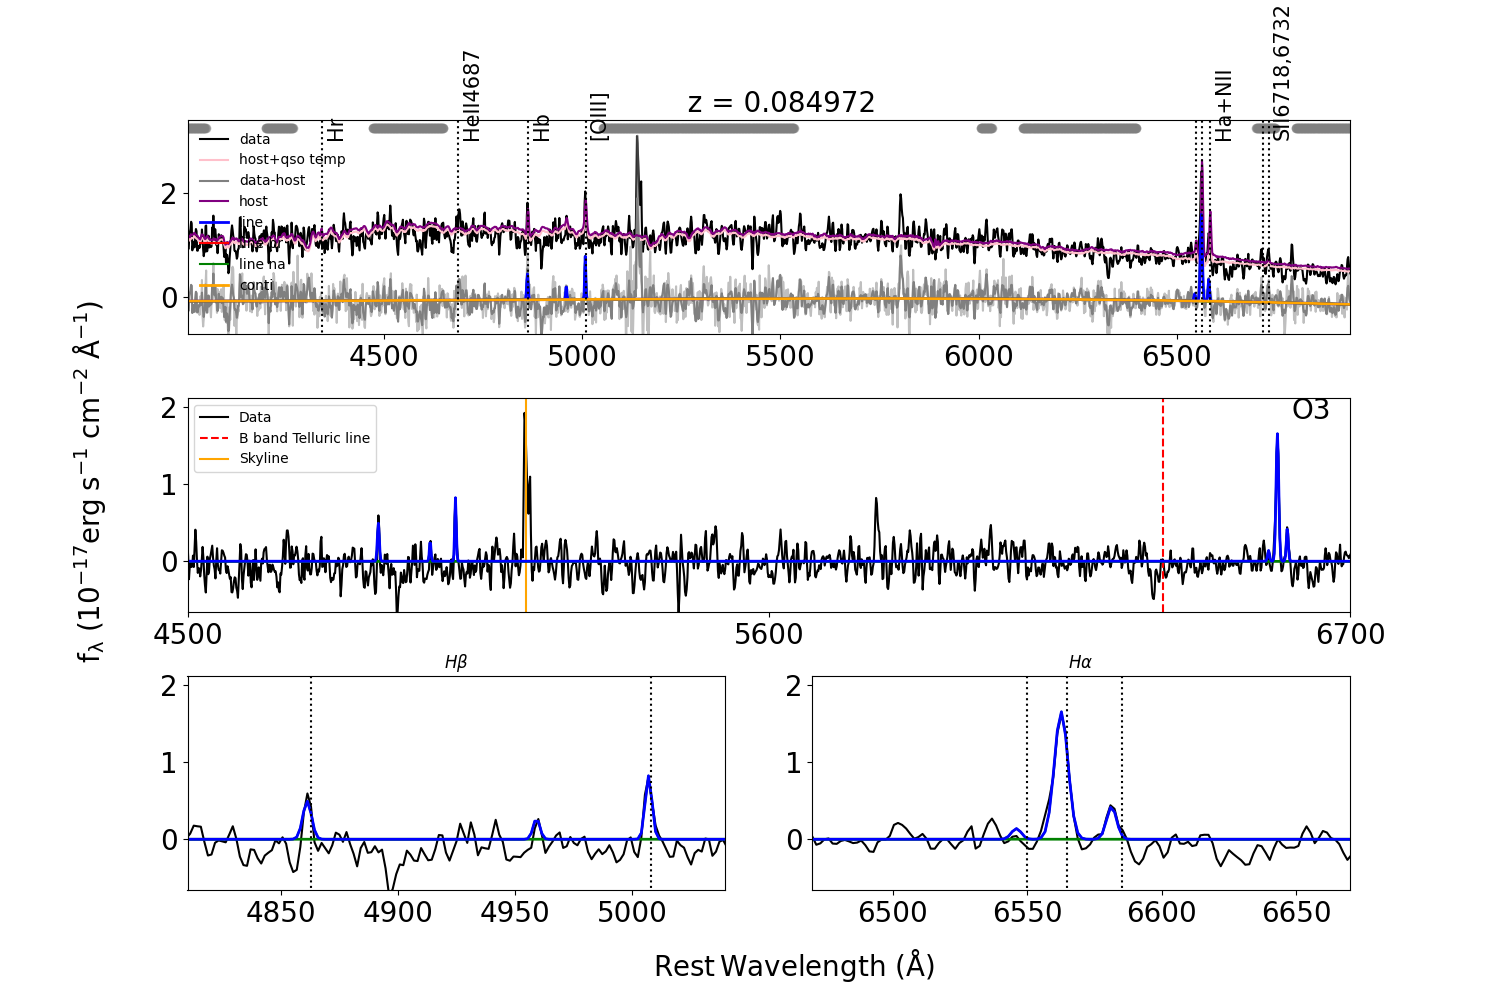 z = 0.084972
Hr
HeII4687
Hb
[OIII]
Ha+NII
SII6718,6732
data
host+qso temp
data-host
host
line
line na
conti
2
0
4500 5000 5500 6000 6500
f_λ (10⁻¹⁷erg s⁻¹ cm⁻² Å⁻¹)
O3
Data
B band Telluric line
Skyline
2
1
0
4500 5600 6700
Hβ
2
1
0
4850 4900 4950 5000
Hα
2
1
0
6500 6550 6600 6650
Rest Wavelength (Å)